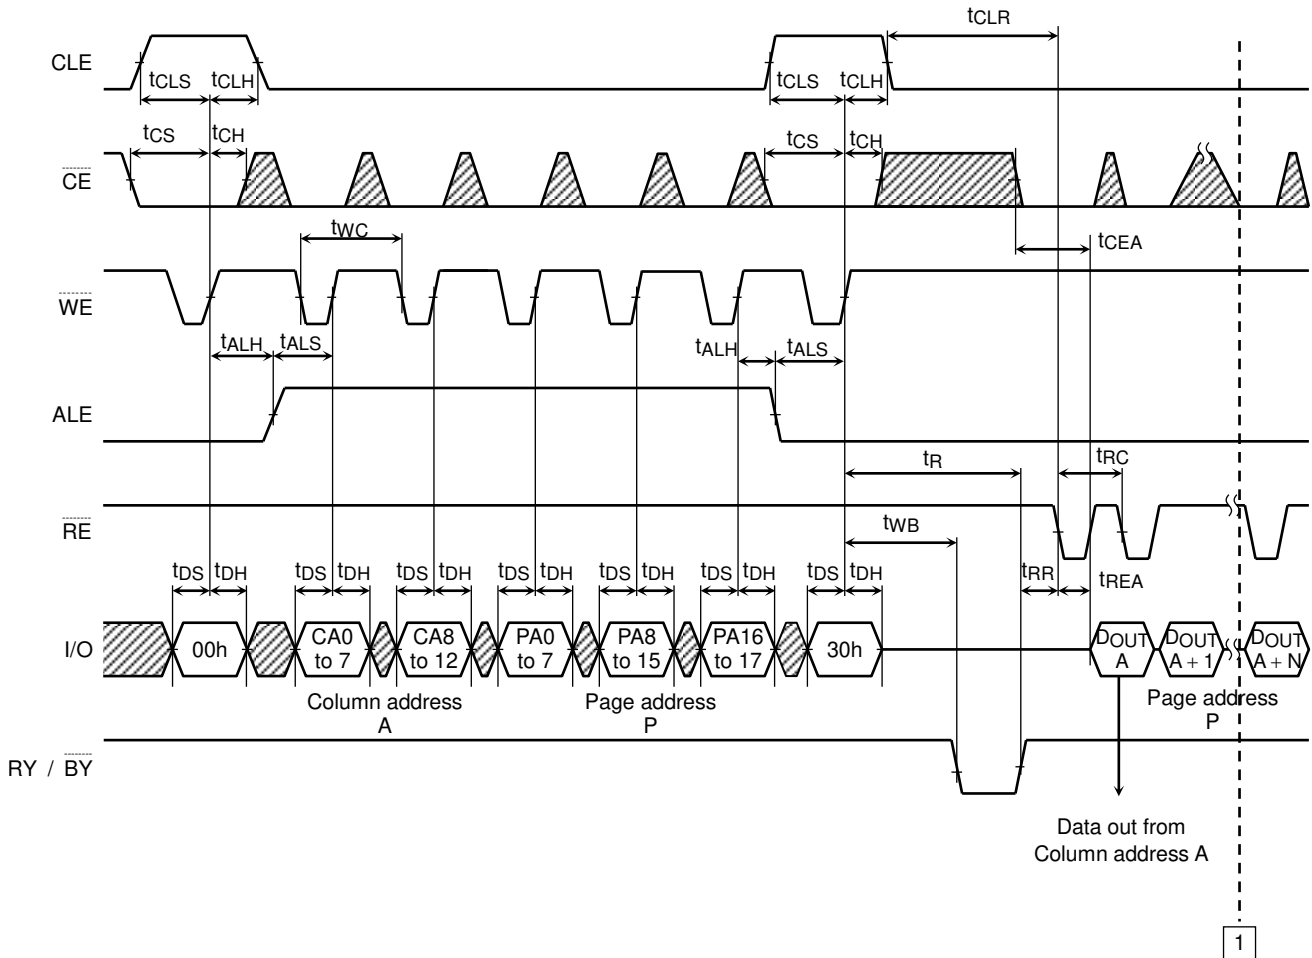 tCLR
CLE
tCLS tCLH tCLS tCLH
tCS tCH tCS tCH
CE
tWC tCEA
WE
tALH tALS tALH tALS
ALE
tR tRC
RE
tWB
tDS tDH tDS tDH tDS tDH tDS tDH tDS tDH tDS tDH tDS tDH tRR tREA
I/O
00h
CA0 to 7
CA8 to 12
PA0 to 7
PA8 to 15
PA16 to 17
30h
DOUT A
DOUT A + 1
DOUT A + N
Column address
A
Page address
P
Page address
P
RY / BY
Data out from
Column address A
1